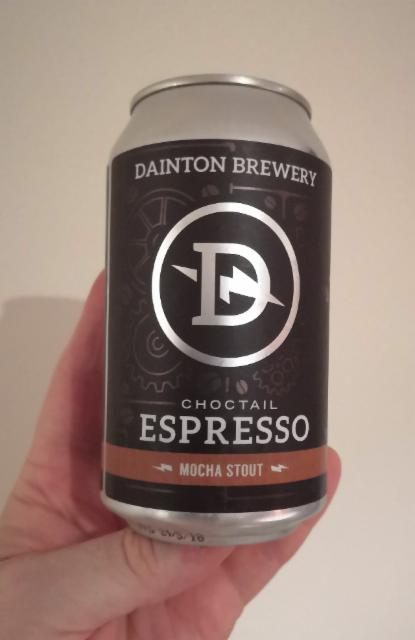 DAINTON BREWERY
D
CHOCTAIL
ESPRESSO
MOCHA STOUT